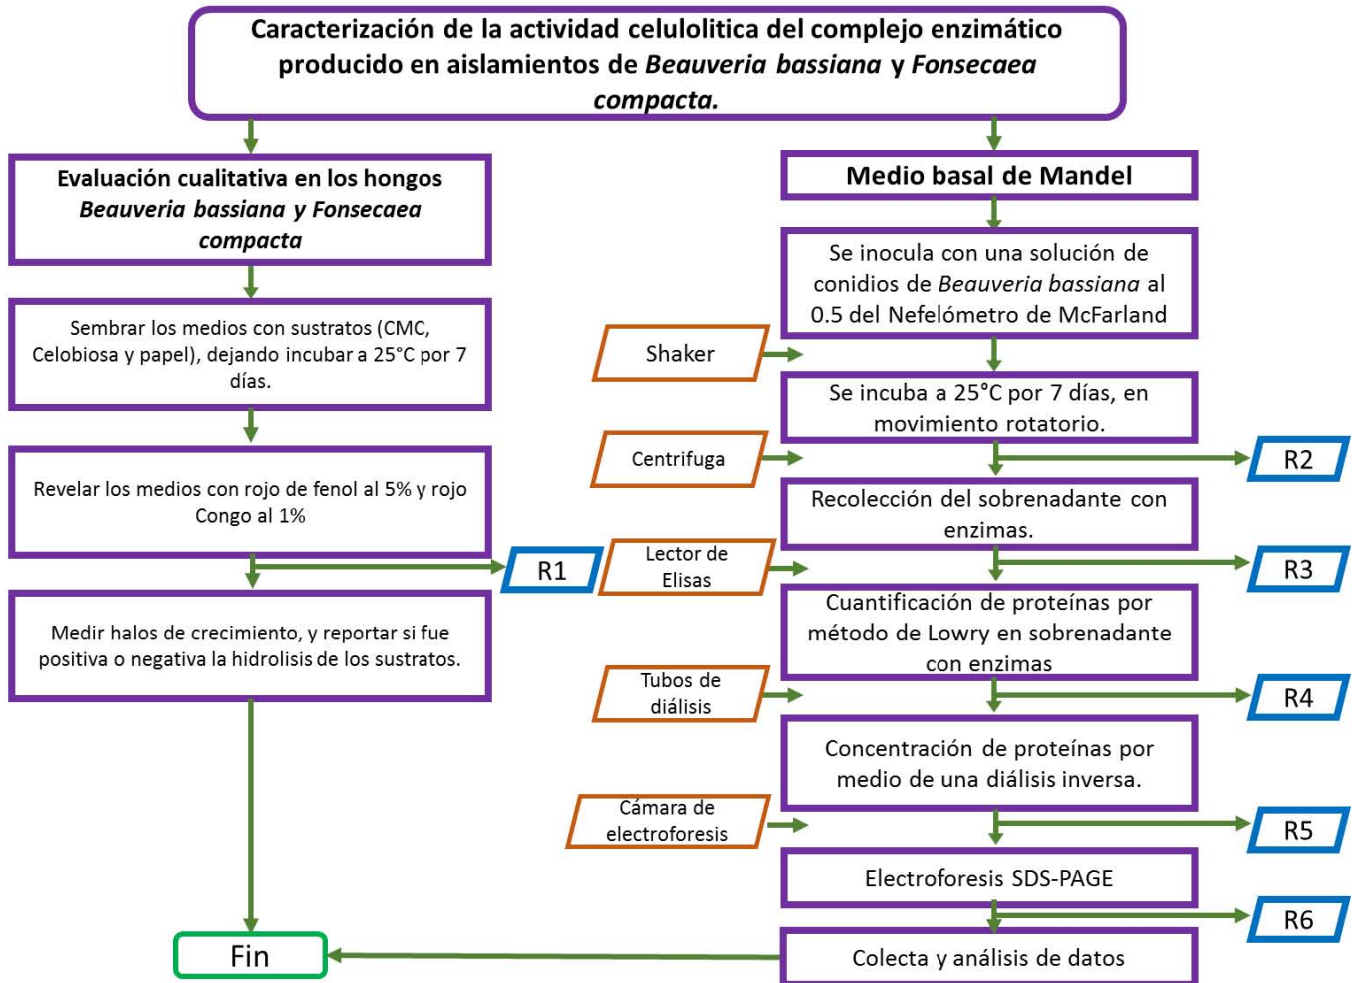 Caracterización de la actividad celulolitica del complejo enzimático
producido en aislamientos de Beauveria bassiana y Fonsecaea
compacta.
Evaluación cualitativa en los hongos
Beauveria bassiana y Fonsecaea
compacta
Sembrar los medios con sustratos (CMC,
Celobiosa y papel), dejando incubar a 25°C por 7
días.
Revelar los medios con rojo de fenol al 5% y rojo
Congo al 1%
R1
Medir halos de crecimiento, y reportar si fue
positiva o negativa la hidrolisis de los sustratos.
Medio basal de Mandel
Se inocula con una solución de
conidios de Beauveria bassiana al
0.5 del Nefelómetro de McFarland
Shaker
Se incuba a 25°C por 7 días, en
movimiento rotatorio.
Centrifuga
R2
Recolección del sobrenadante con
enzimas.
Lector de
Elisas
R3
Cuantificación de proteínas por
método de Lowry en sobrenadante
con enzimas
Tubos de
diálisis
R4
Concentración de proteínas por
medio de una diálisis inversa.
Cámara de
electroforesis
R5
Electroforesis SDS-PAGE
R6
Colecta y análisis de datos
Fin